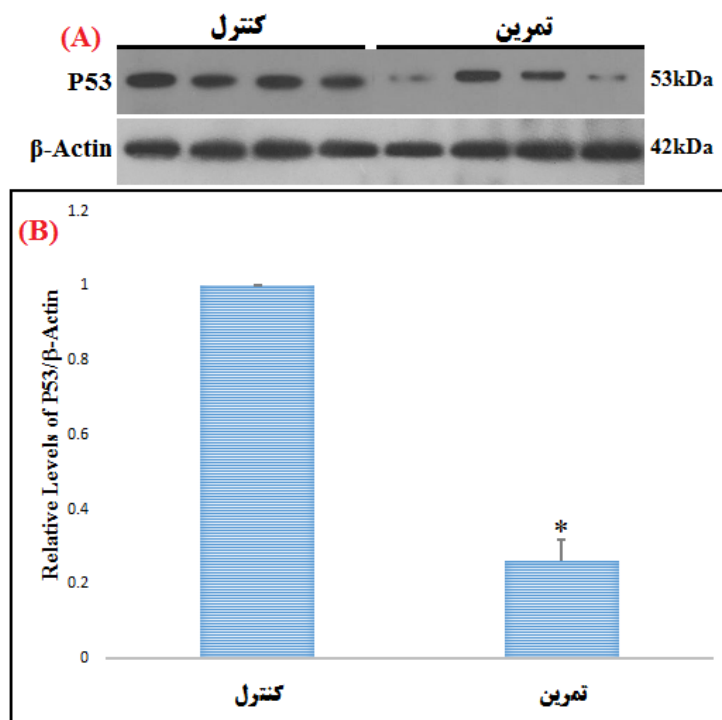 (A)
کنترل تمرین
P53 53kDa
β-Actin 42kDa
(B)
1.2
1
0.8
0.6
0.4
0.2
0
Relative Levels of P53/β-Actin
*
کنترل تمرین